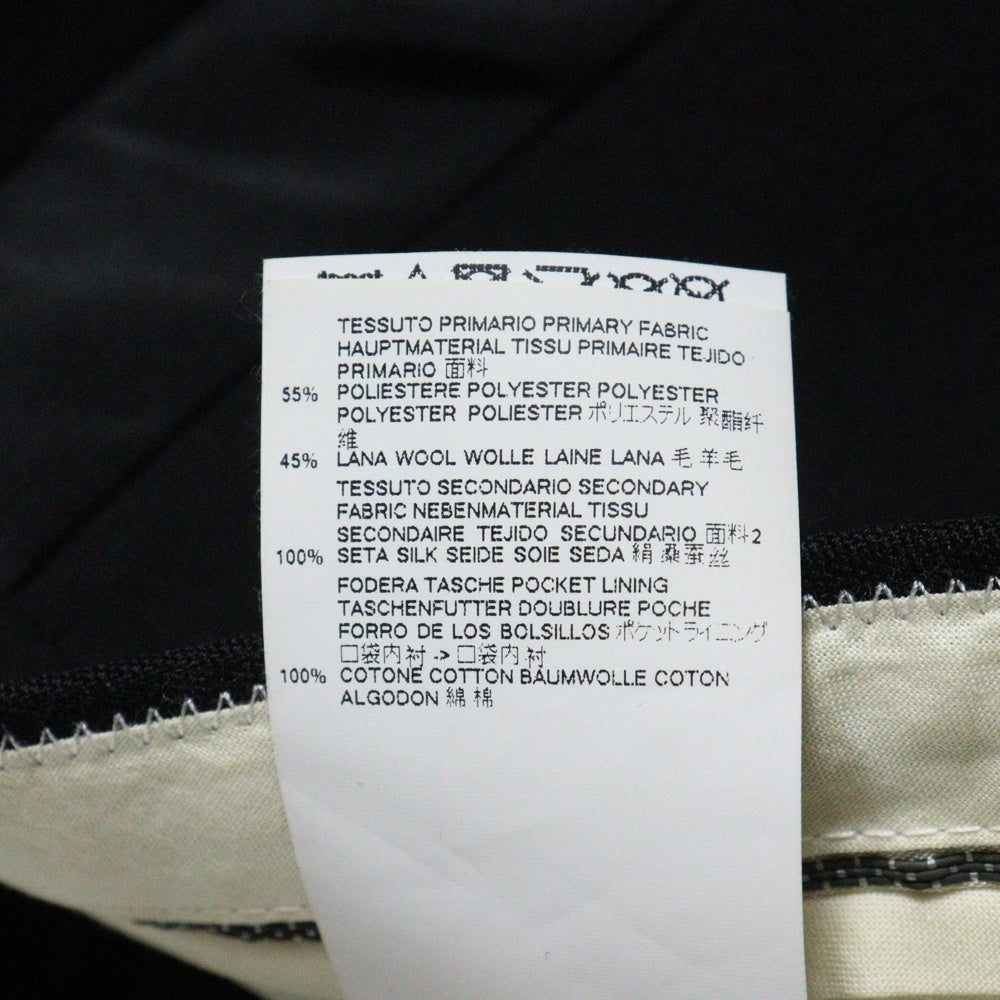 TESSUTO PRIMARIO PRIMARY FABRIC
HAUPTMATERIAL TISSU PRIMAIRE TEJIDO
PRIMARIO 面料
55% POLIESTERE POLYESTER POLYESTER
POLYESTER POLIESTER ポリエステル 聚酯纤
维
45% LANA WOOL WOLLE LAINE LANA 毛 羊毛
TESSUTO SECONDARIO SECONDARY
FABRIC NEBENMATERIAL TISSU
SECONDAIRE TEJIDO SECUNDARIO 面料2
100% SETA SILK SEIDE SOIE SEDA 絹 桑蚕丝
FODERA TASCHE POCKET LINING
TASCHENFUTTER DOUBLURE POCHE
FORRO DE LOS BOLSILLOS ポケットライニング
口袋内衬 -> 口袋内衬
100% COTONE COTTON BAUMWOLLE COTON
ALGODON 綿 棉